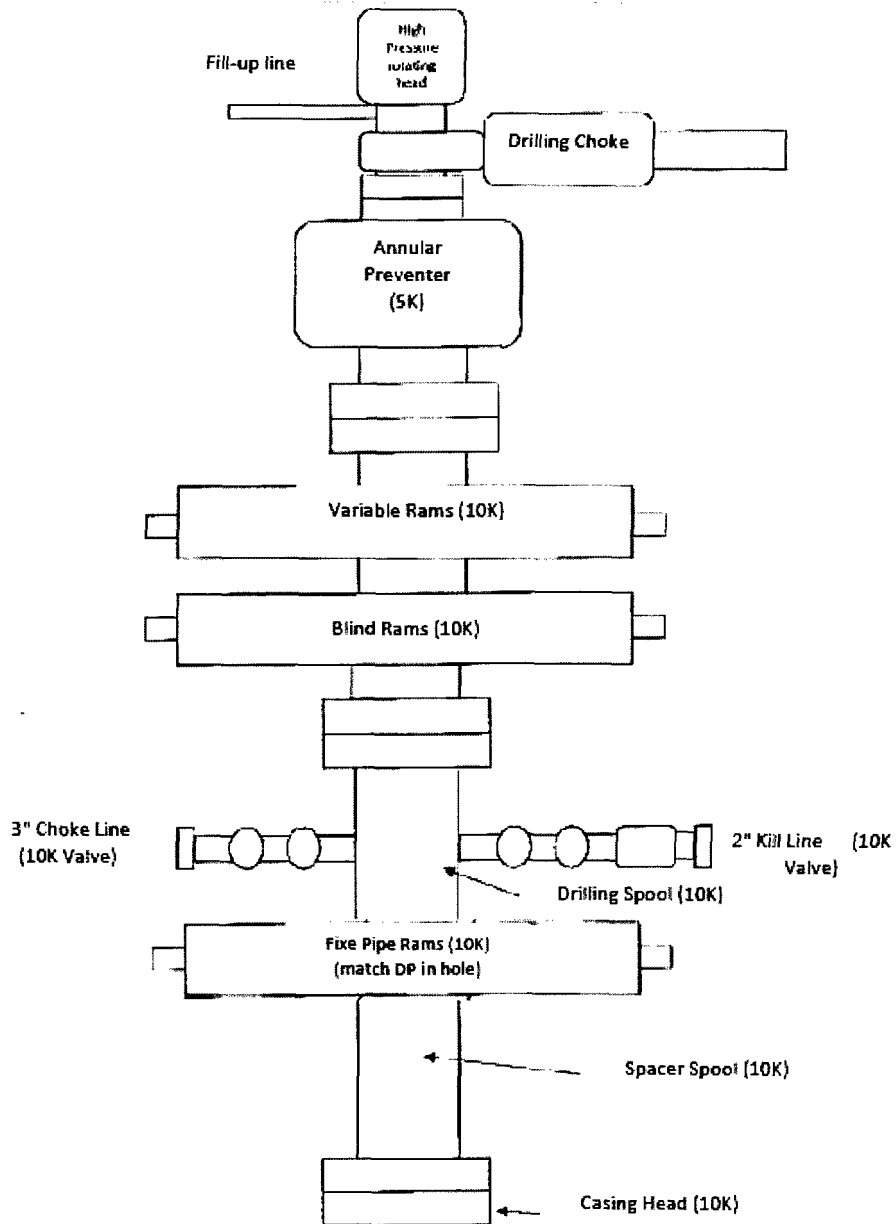 High
Pressure
rotating
head
Fill-up line
Drilling Choke
Annular
Preventer
(5K)
Variable Rams (10K)
Blind Rams (10K)
3" Choke Line
(10K Valve)
2" Kill Line (10K
Valve)
Drilling Spool (10K)
Fixe Pipe Rams (10K)
(match DP in hole)
Spacer Spool (10K)
Casing Head (10K)